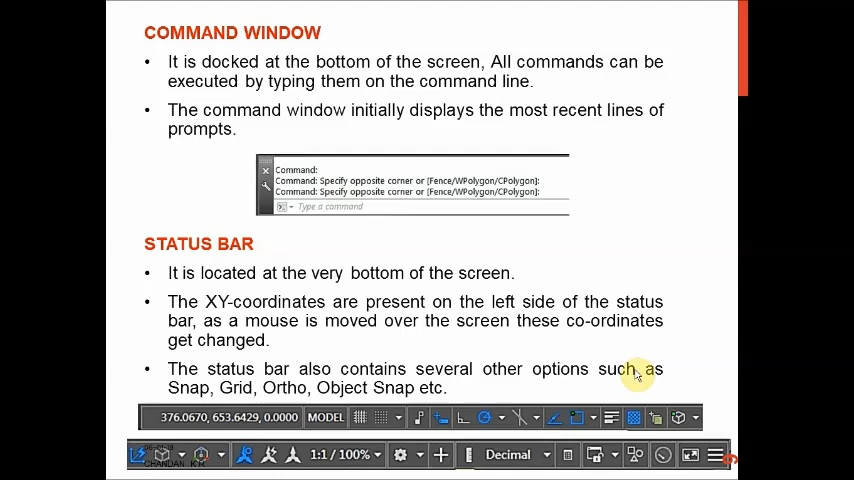 COMMAND WINDOW
• It is docked at the bottom of the screen, All commands can be
executed by typing them on the command line.
• The command window initially displays the most recent lines of
prompts.
Command:
Command: Specify opposite corner or [Fence/WPolygon/CPolygon]:
Command: Specify opposite corner or [Fence/WPolygon/CPolygon]:
Type a command
STATUS BAR
• It is located at the very bottom of the screen.
• The XY-coordinates are present on the left side of the status
bar, as a mouse is moved over the screen these co-ordinates
get changed.
• The status bar also contains several other options such as
Snap, Grid, Ortho, Object Snap etc.
376.0670, 653.6429, 0.0000 MODEL
1:1 / 100% Decimal
CHANDAN K R